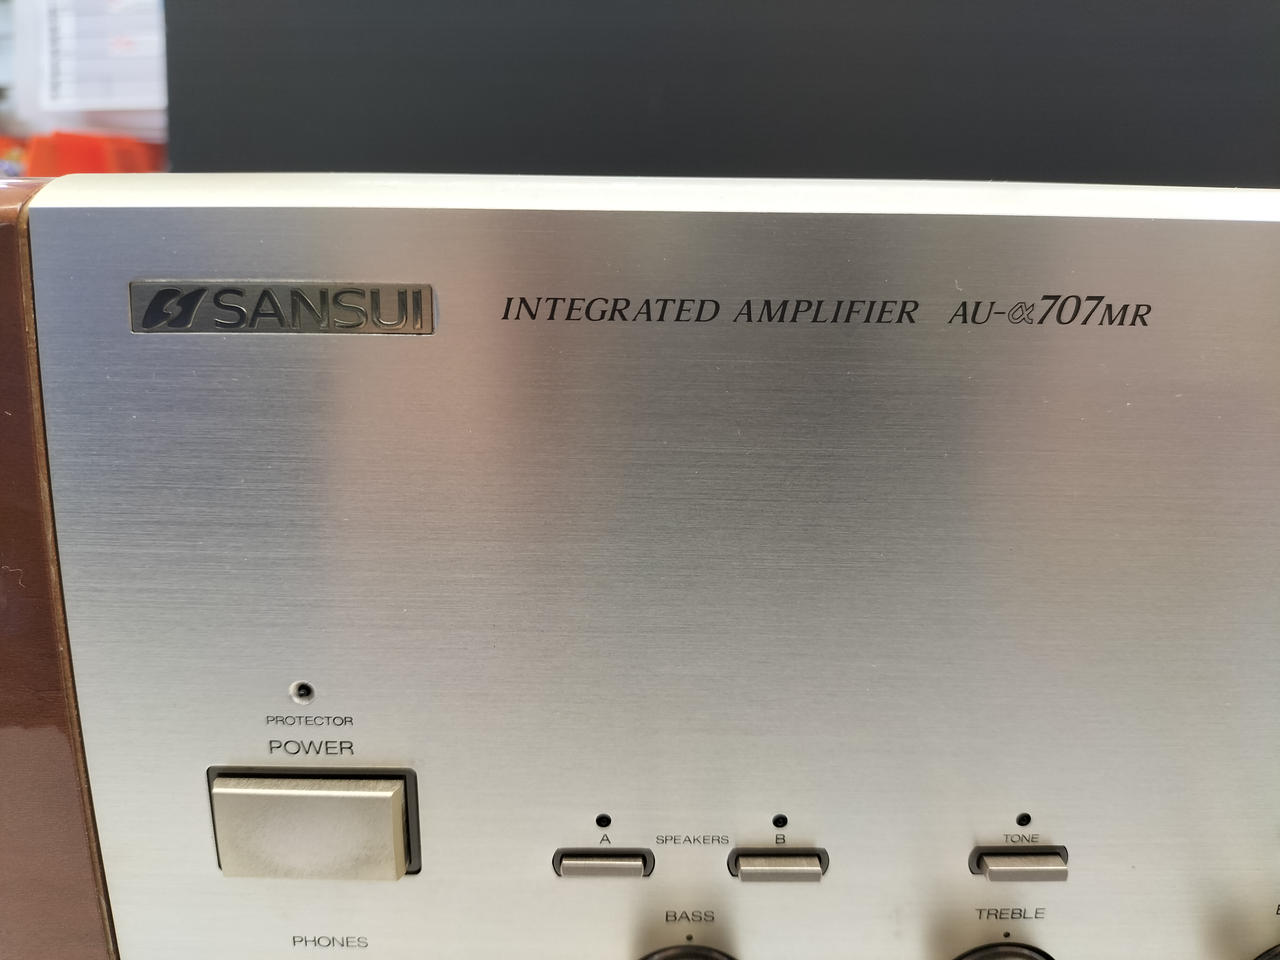 SANSUI INTEGRATED AMPLIFIER AU-α707MR
PROTECTOR
POWER
A SPEAKERS B
TONE
BASS
TREBLE
PHONES